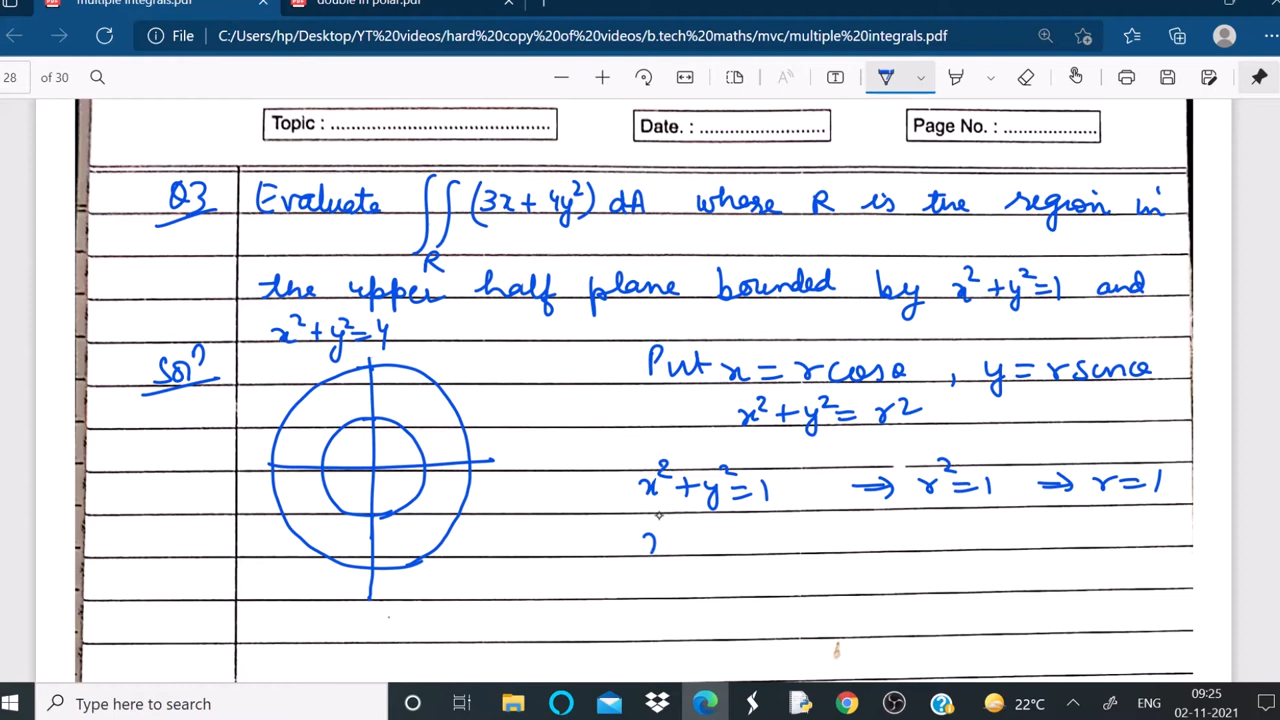 multiple integrals.pdf
double in polar.pdf
File C:/Users/hp/Desktop/YT%20videos/hard%20copy%20of%20videos/b.tech%20maths/mvc/multiple%20integrals.pdf
28 of 30
Topic : ................................................
Date. : ........................
Page No. : ..................
Q3 Evaluate ∬_R (3x + 4y²) dA where R is the region in
the upper half plane bounded by x² + y² = 1 and
x² + y² = 4
Solⁿ
Put x = r cosθ , y = r sinθ
x² + y² = r²
x² + y² = 1 ⇒ r² = 1 ⇒ r = 1
Type here to search
22°C
ENG
09:25
02-11-2021